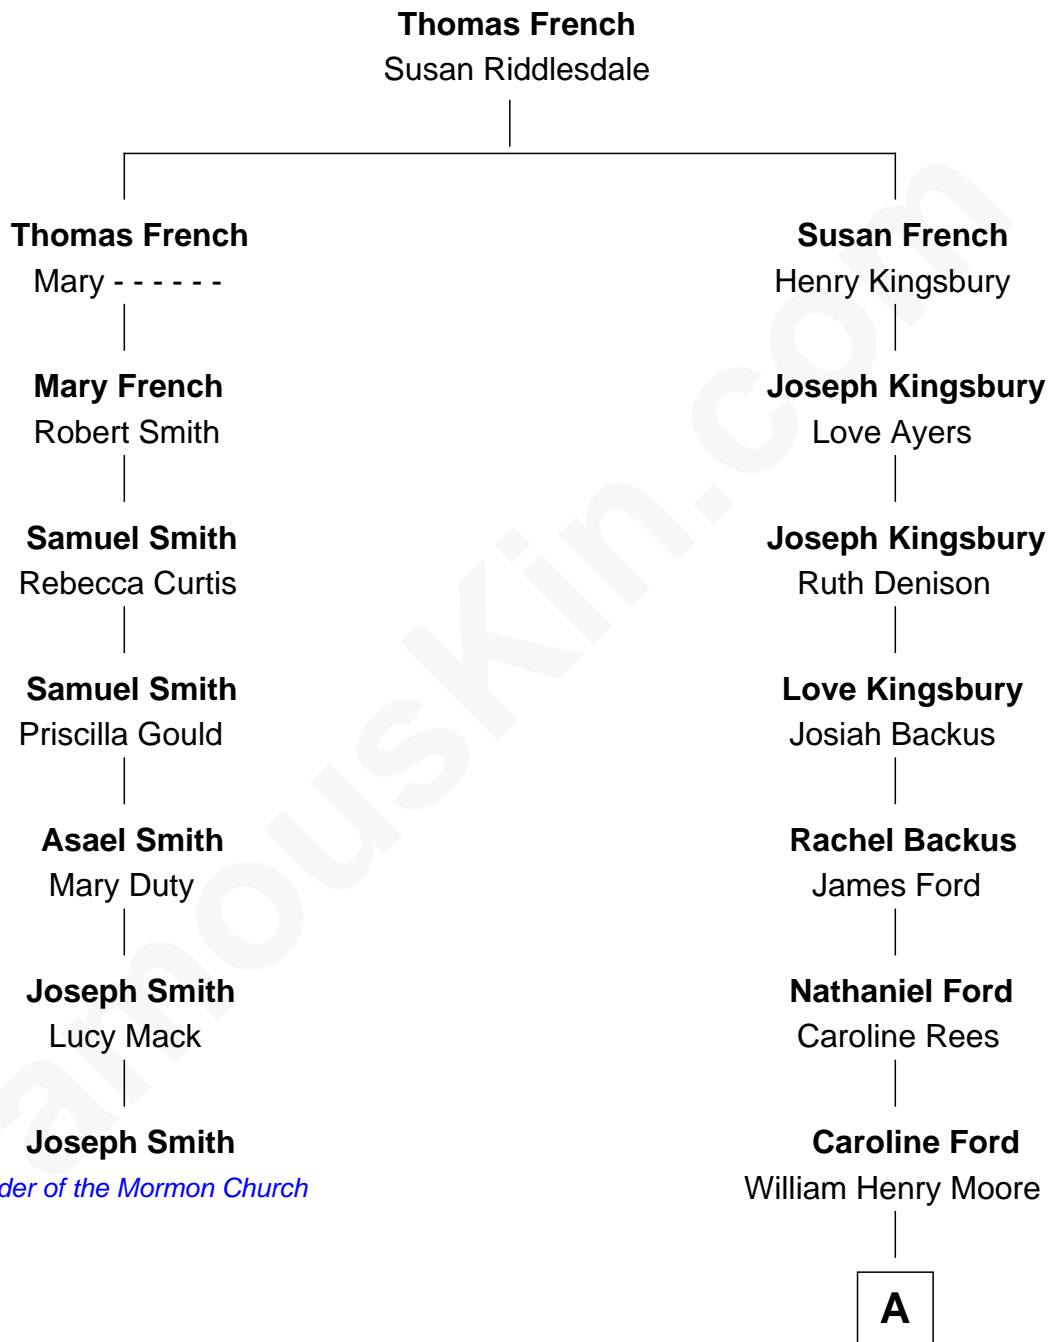 Thomas French
Susan Riddlesdale
Thomas French
Mary - - - - - -
Mary French
Robert Smith
Samuel Smith
Rebecca Curtis
Samuel Smith
Priscilla Gould
Asael Smith
Mary Duty
Joseph Smith
Lucy Mack
Joseph Smith
der of the Mormon Church
Susan French
Henry Kingsbury
Joseph Kingsbury
Love Ayers
Joseph Kingsbury
Ruth Denison
Love Kingsbury
Josiah Backus
Rachel Backus
James Ford
Nathaniel Ford
Caroline Rees
Caroline Ford
William Henry Moore
A
amousKin.com